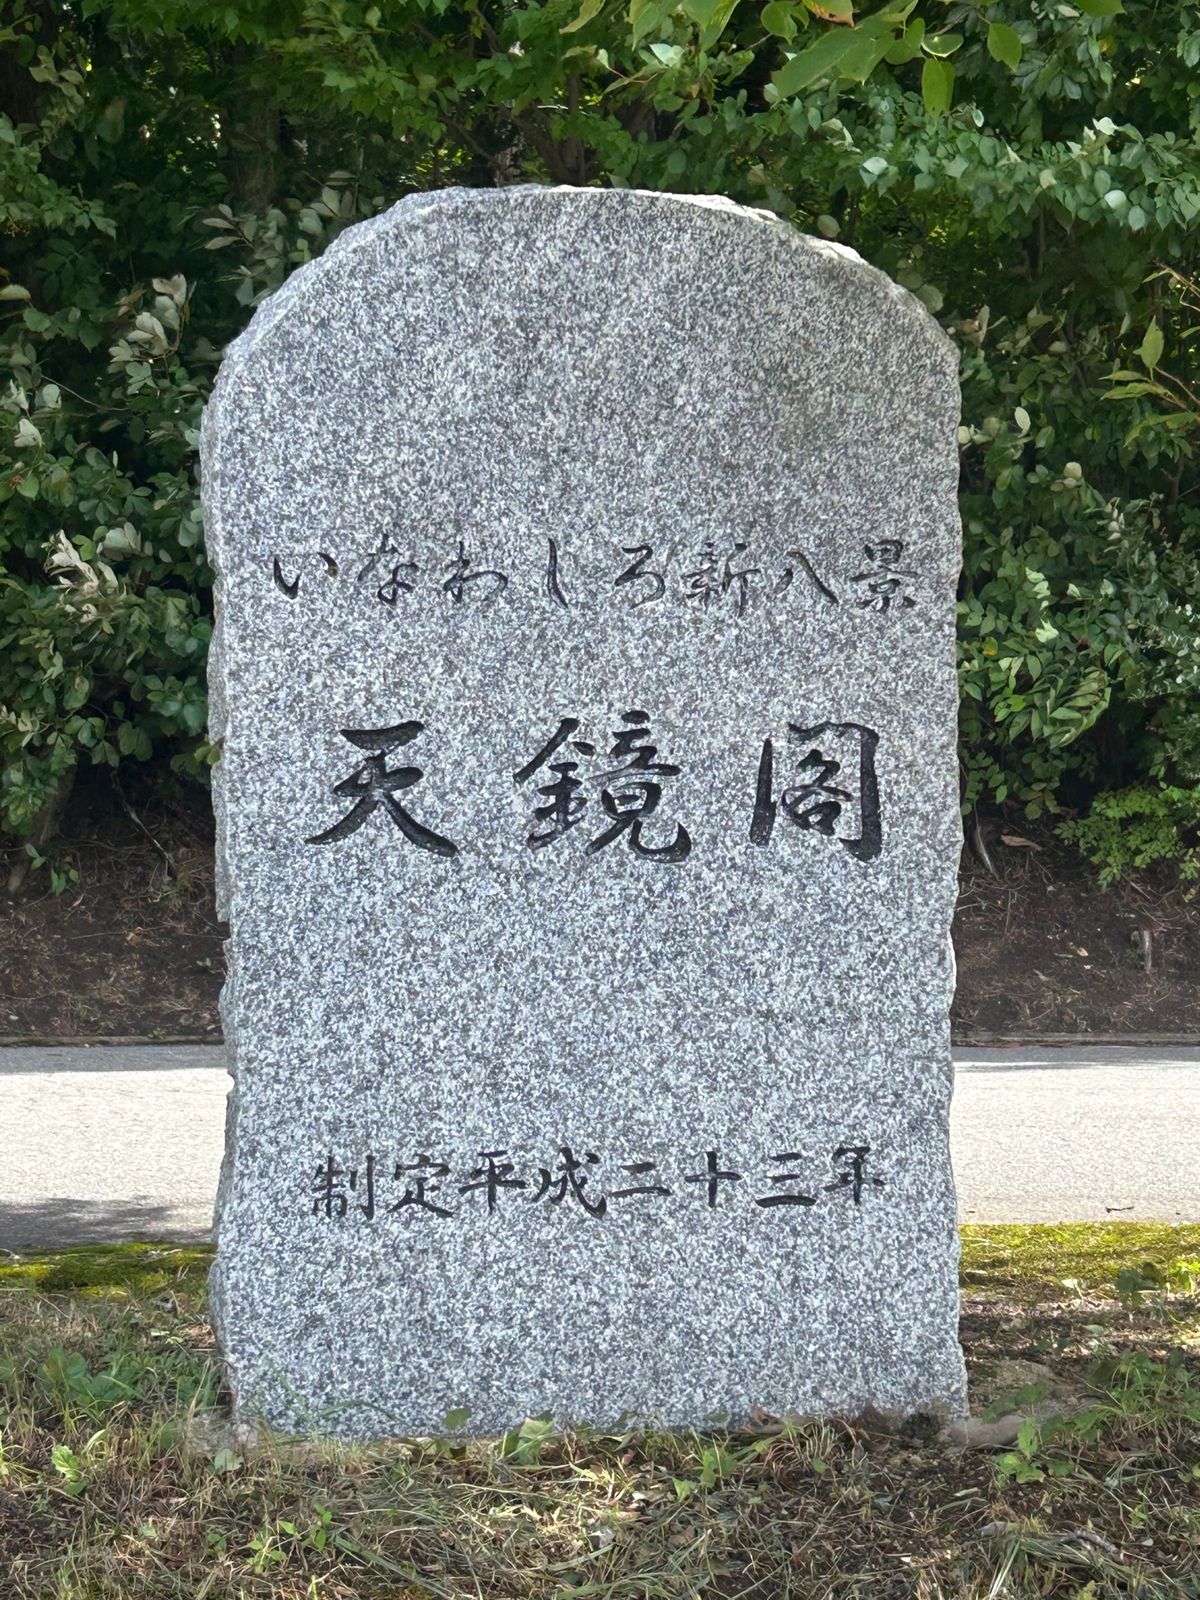 いなわしろ新八景
天鏡閣
制定平成二十三年